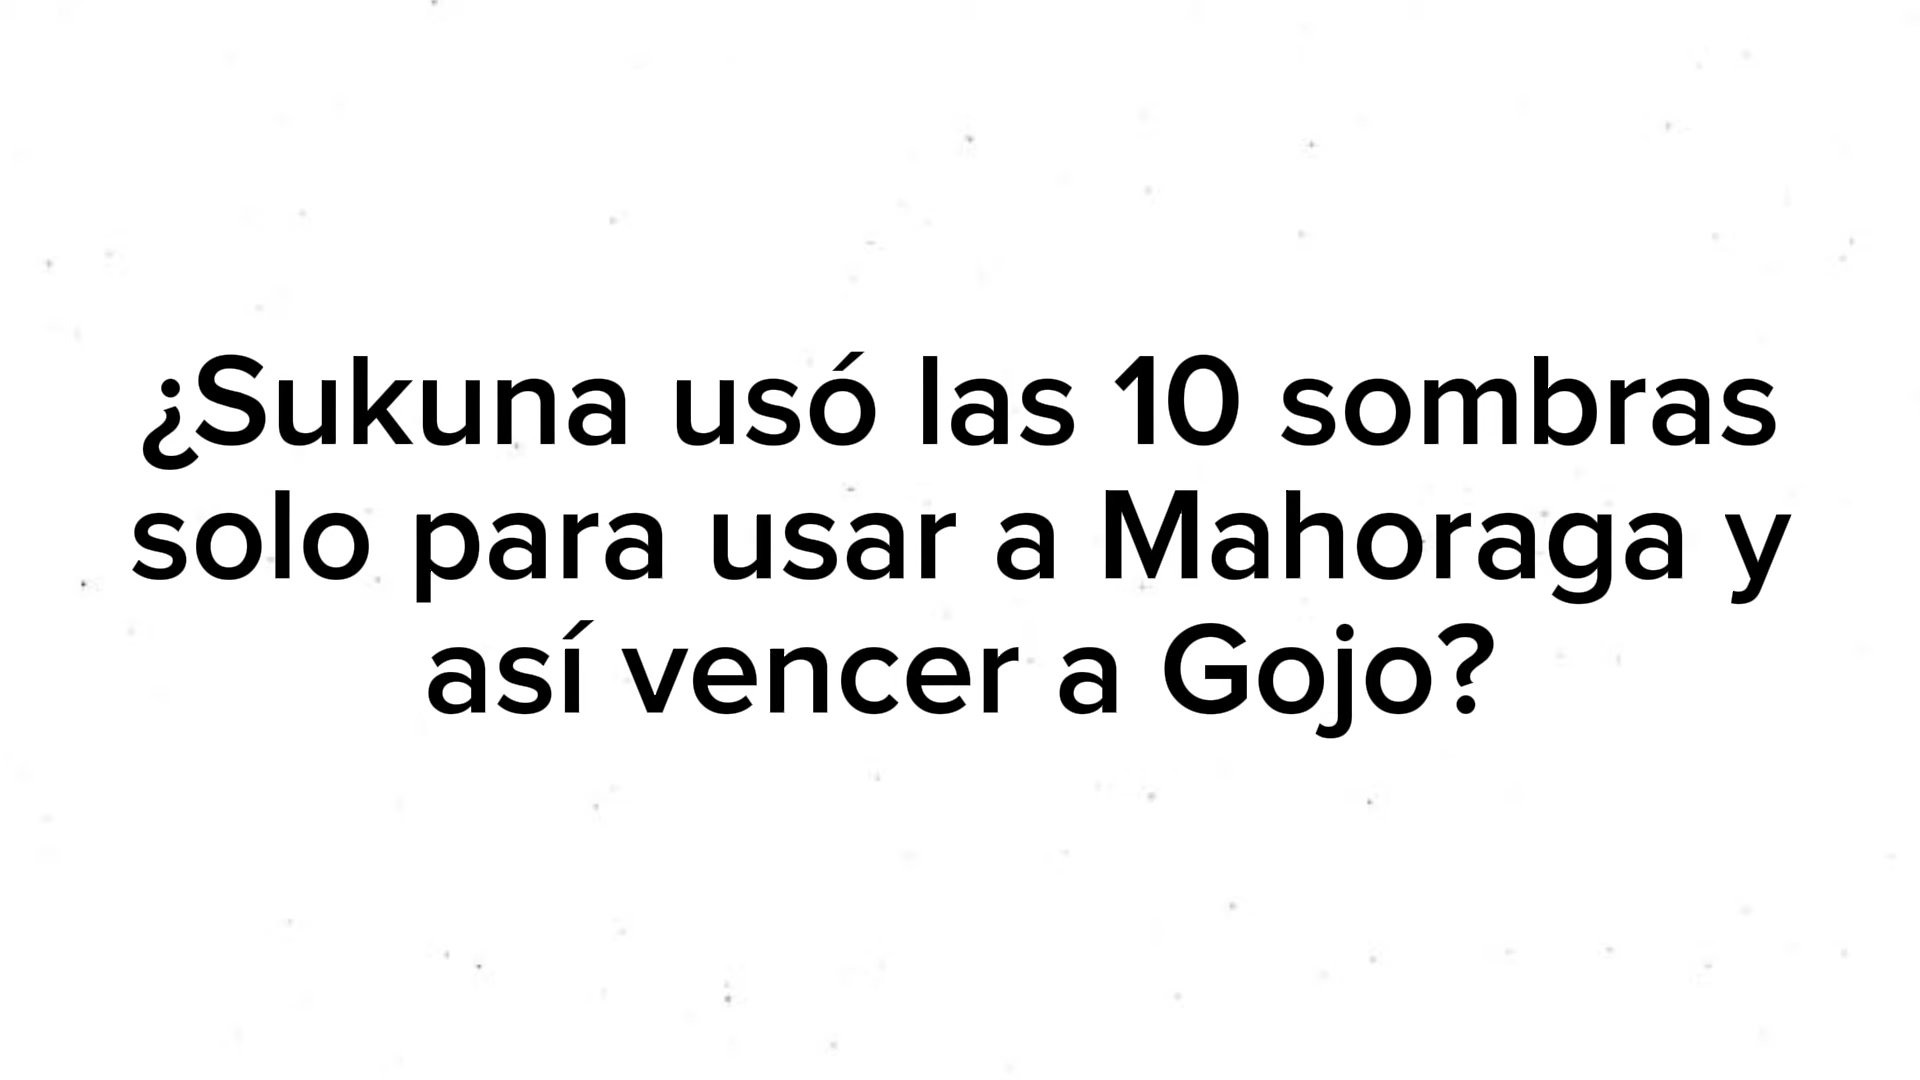 ¿Sukuna usó las 10 sombras
solo para usar a Mahoraga y
así vencer a Gojo?